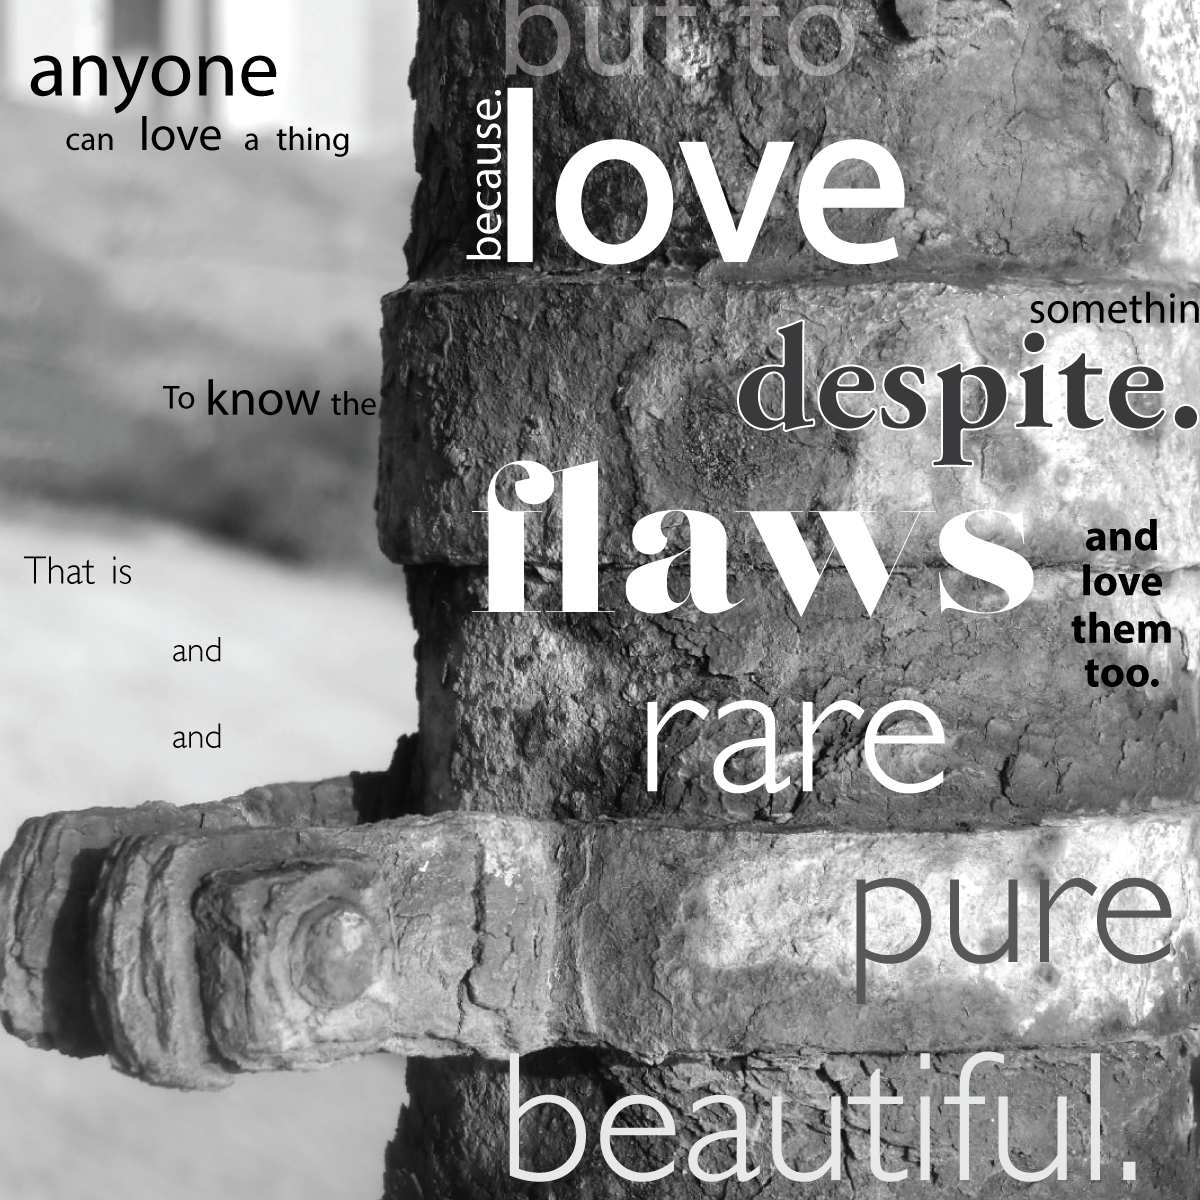 anyone
can love a thing
because.
but to
love
somethin
despite.
To know the
flaws
and
love
them
too.
That is
rare
and
pure
and
beautiful.